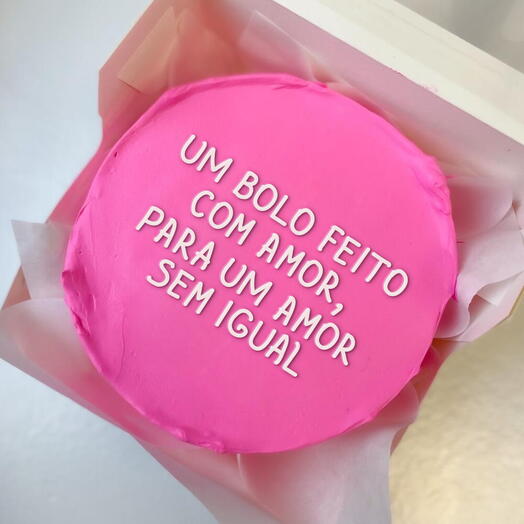 UM BOLO FEITO
COM AMOR,
PARA UM AMOR
SEM IGUAL